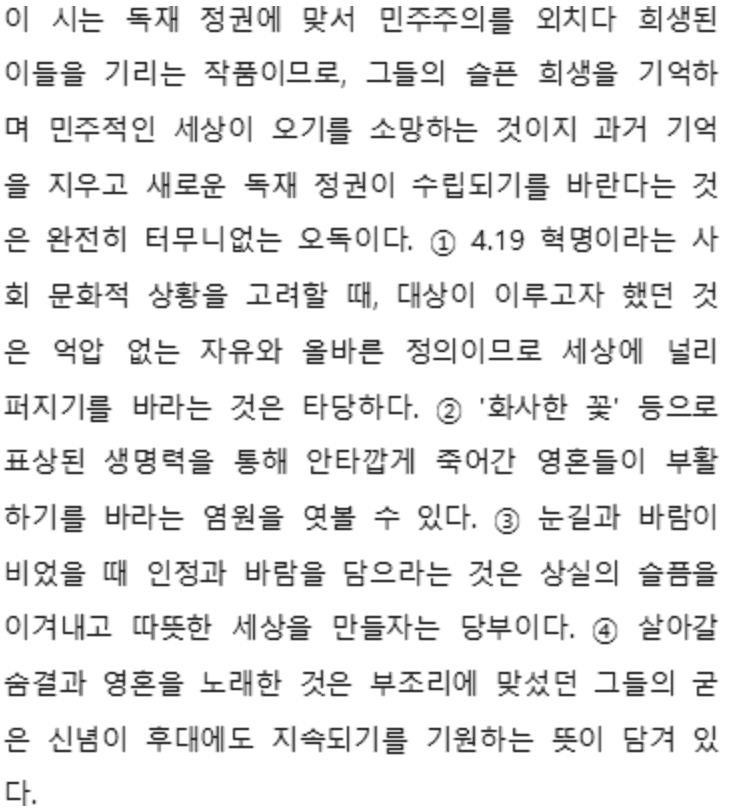 이 시는 독재 정권에 맞서 민주주의를 외치다 희생된
이들을 기리는 작품이므로, 그들의 슬픈 희생을 기억하
며 민주적인 세상이 오기를 소망하는 것이지 과거 기억
을 지우고 새로운 독재 정권이 수립되기를 바란다는 것
은 완전히 터무니없는 오독이다. ① 4.19 혁명이라는 사
회 문화적 상황을 고려할 때, 대상이 이루고자 했던 것
은 억압 없는 자유와 올바른 정의이므로 세상에 널리
퍼지기를 바라는 것은 타당하다. ② '화사한 꽃' 등으로
표상된 생명력을 통해 안타깝게 죽어간 영혼들이 부활
하기를 바라는 염원을 엿볼 수 있다. ③ 눈길과 바람이
비었을 때 인정과 바람을 담으라는 것은 상실의 슬픔을
이겨내고 따뜻한 세상을 만들자는 당부이다. ④ 살아갈
숨결과 영혼을 노래한 것은 부조리에 맞섰던 그들의 굳
은 신념이 후대에도 지속되기를 기원하는 뜻이 담겨 있
다.